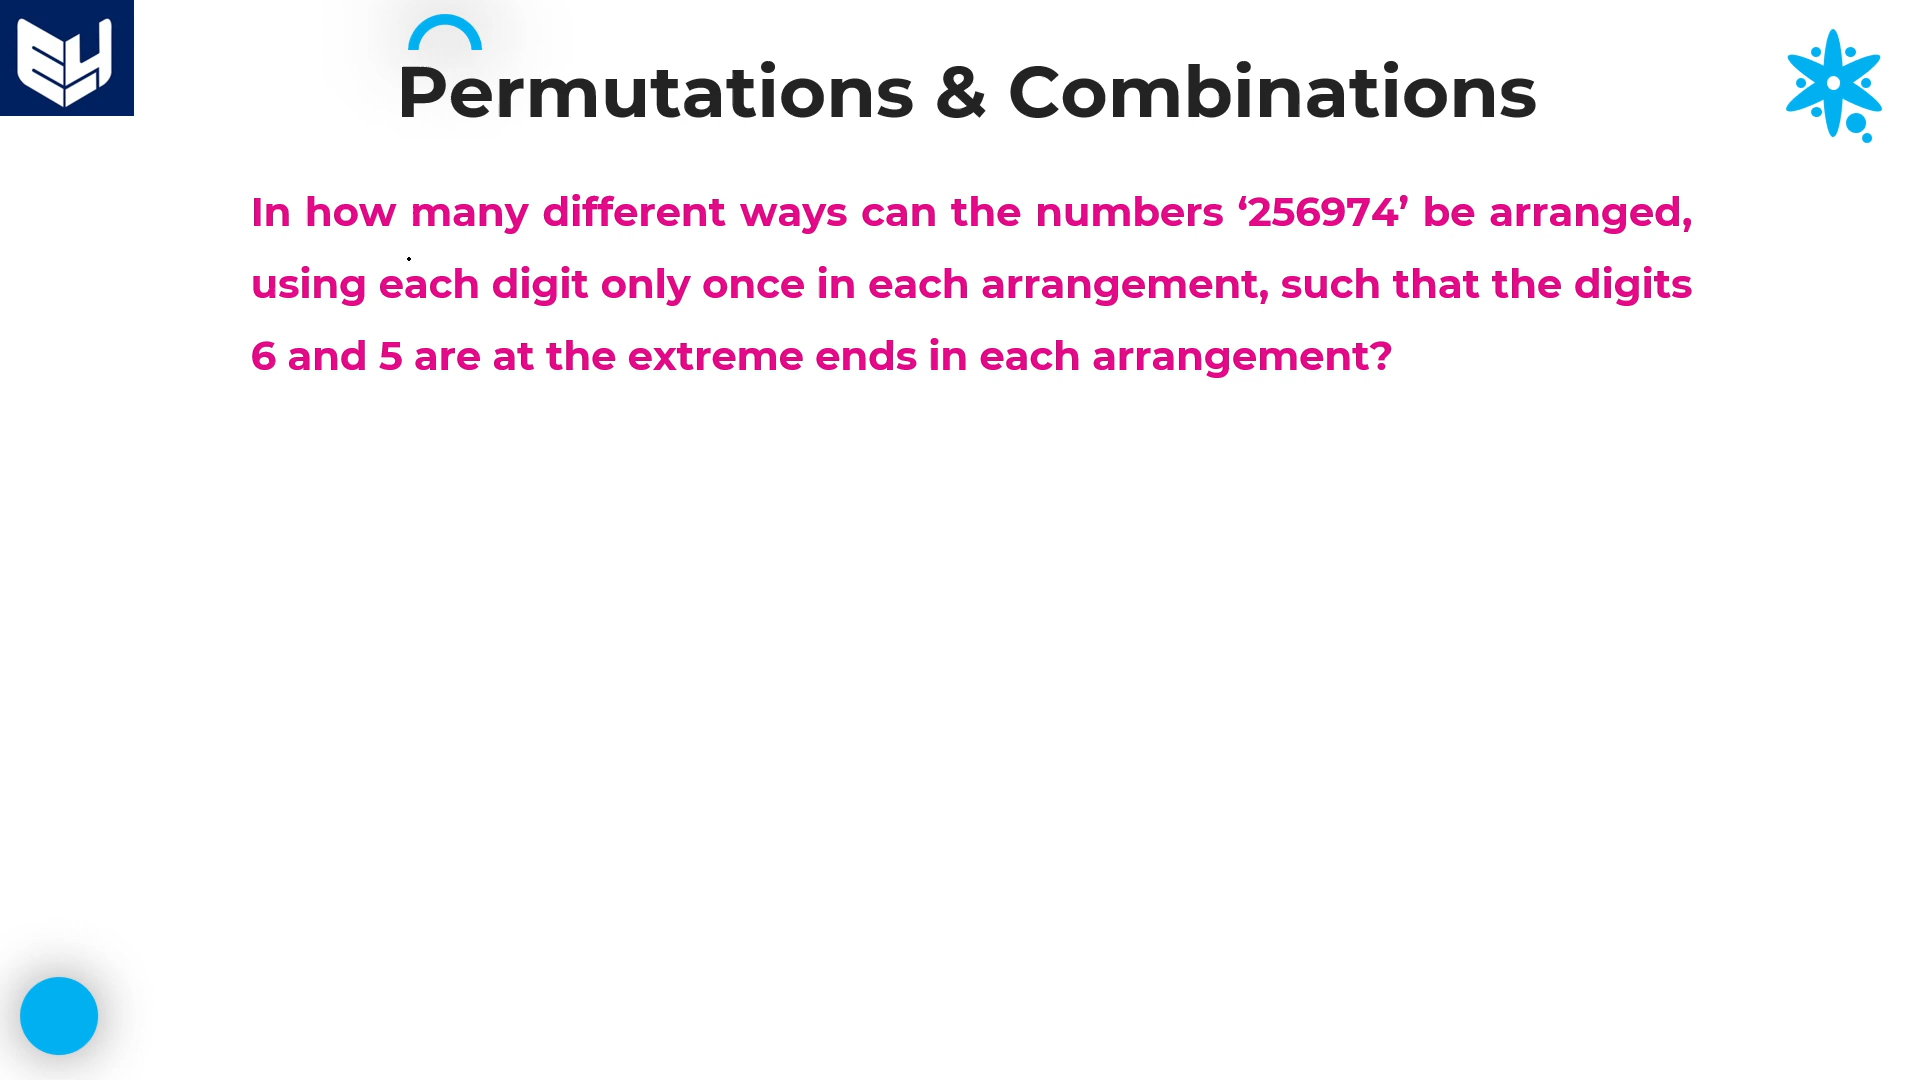 Permutations & Combinations
In how many different ways can the numbers ‘256974’ be arranged,
using each digit only once in each arrangement, such that the digits
6 and 5 are at the extreme ends in each arrangement?